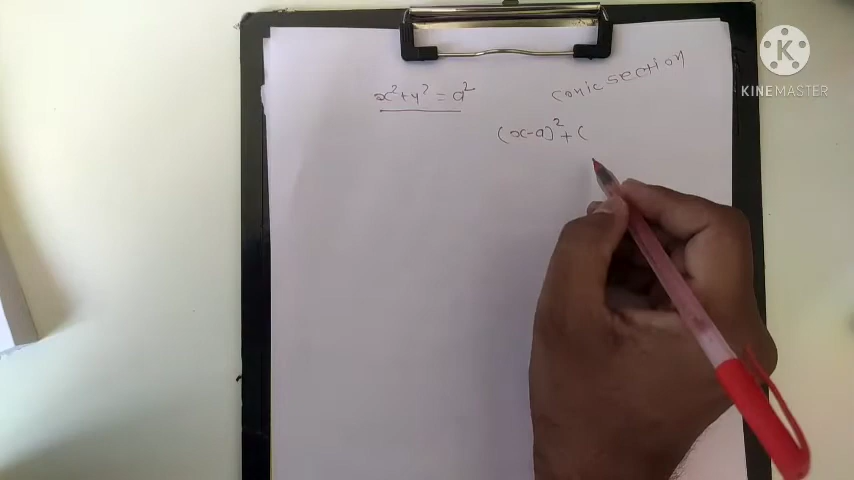 conic section
x²+y² = a²
(x-a)²+(
K
KINEMASTER